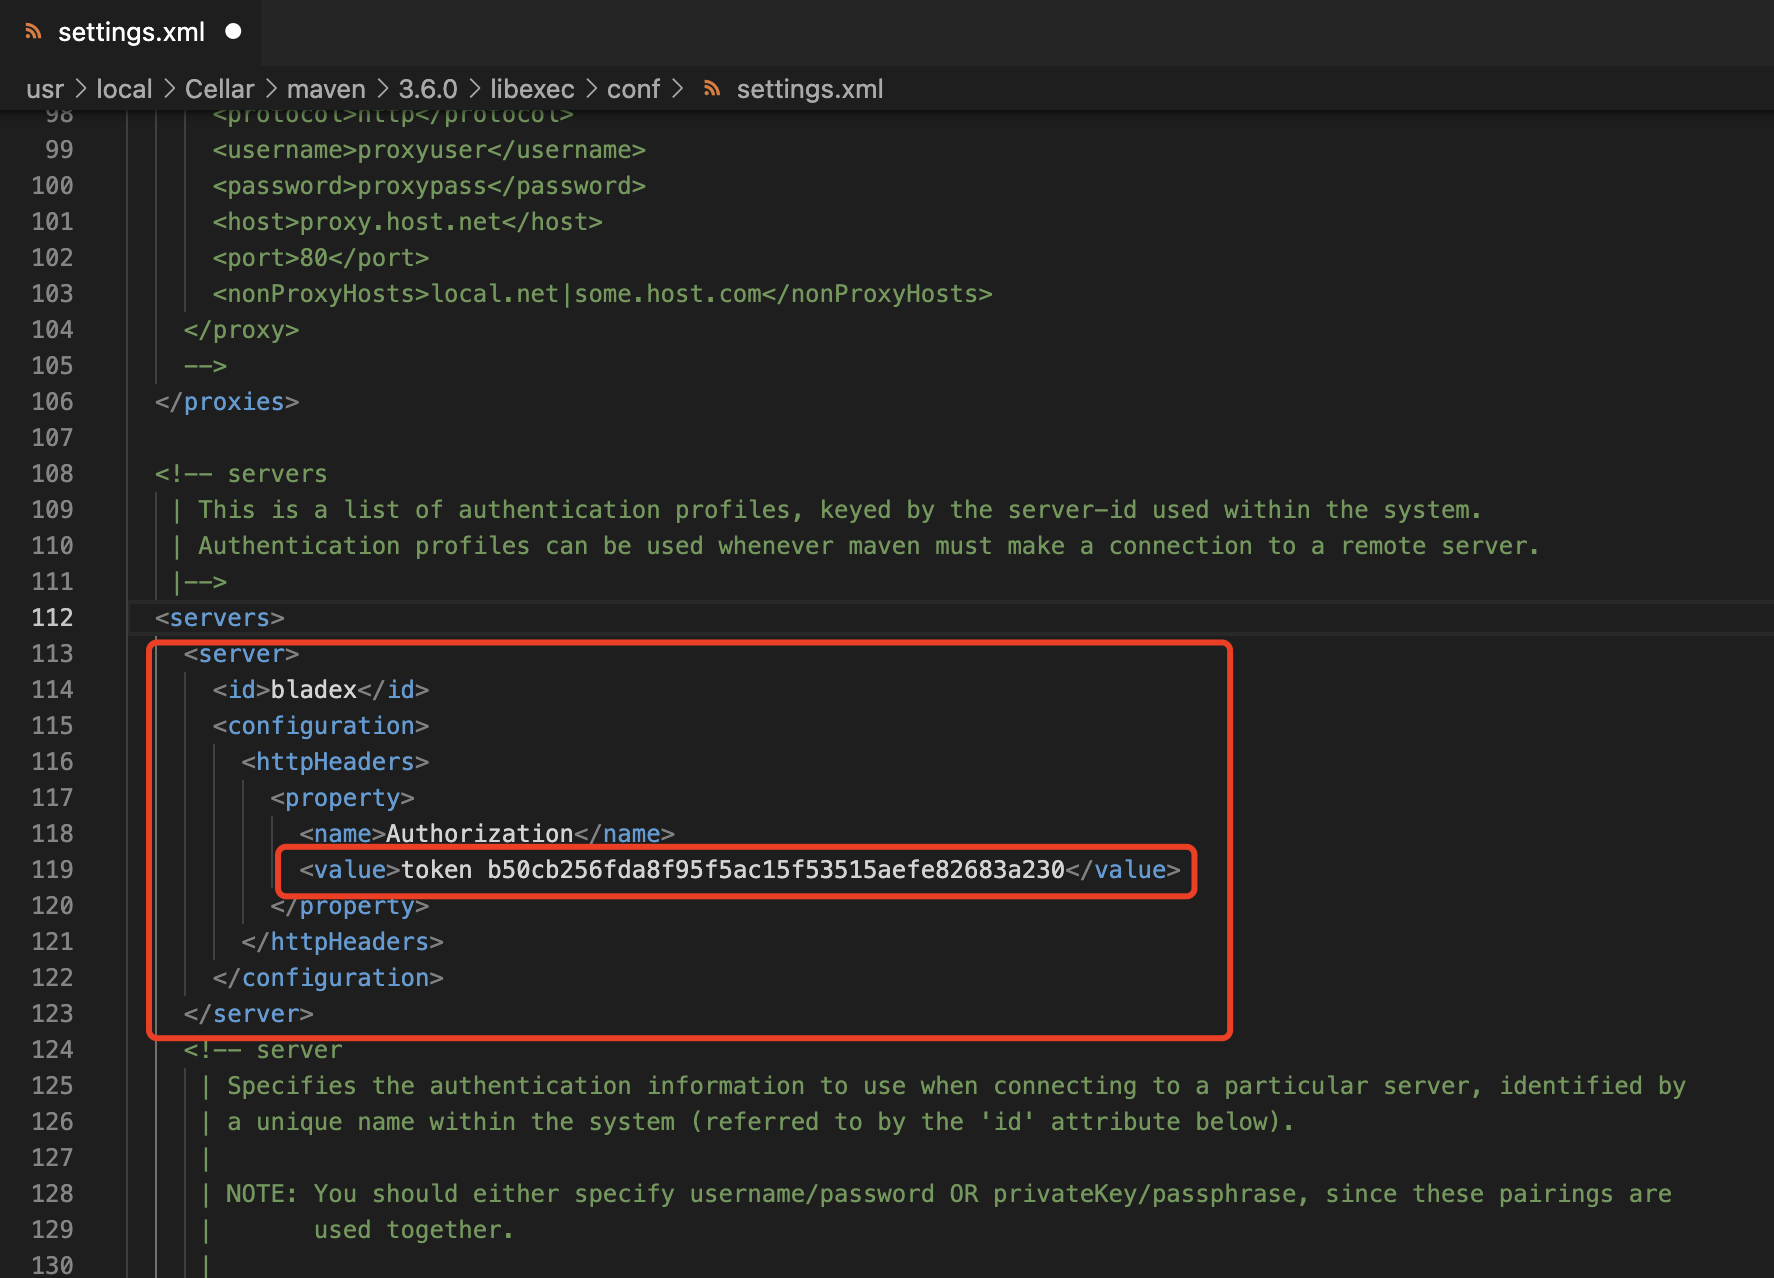 settings.xml
usr > local > Cellar > maven > 3.6.0 > libexec > conf > settings.xml
98 <protocol>http</protocol>
99 <username>proxyuser</username>
100 <password>proxypass</password>
101 <host>proxy.host.net</host>
102 <port>80</port>
103 <nonProxyHosts>local.net|some.host.com</nonProxyHosts>
104 </proxy>
105 -->
106 </proxies>
107
108 <!-- servers
109 | This is a list of authentication profiles, keyed by the server-id used within the system.
110 | Authentication profiles can be used whenever maven must make a connection to a remote server.
111 |-->
112 <servers>
113 <server>
114 <id>bladex</id>
115 <configuration>
116 <httpHeaders>
117 <property>
118 <name>Authorization</name>
119 <value>token b50cb256fda8f95f5ac15f53515aefe82683a230</value>
120 </property>
121 </httpHeaders>
122 </configuration>
123 </server>
124 <!-- server
125 | Specifies the authentication information to use when connecting to a particular server, identified by
126 | a unique name within the system (referred to by the 'id' attribute below).
127 |
128 | NOTE: You should either specify username/password OR privateKey/passphrase, since these pairings are
129 | used together.
130 |